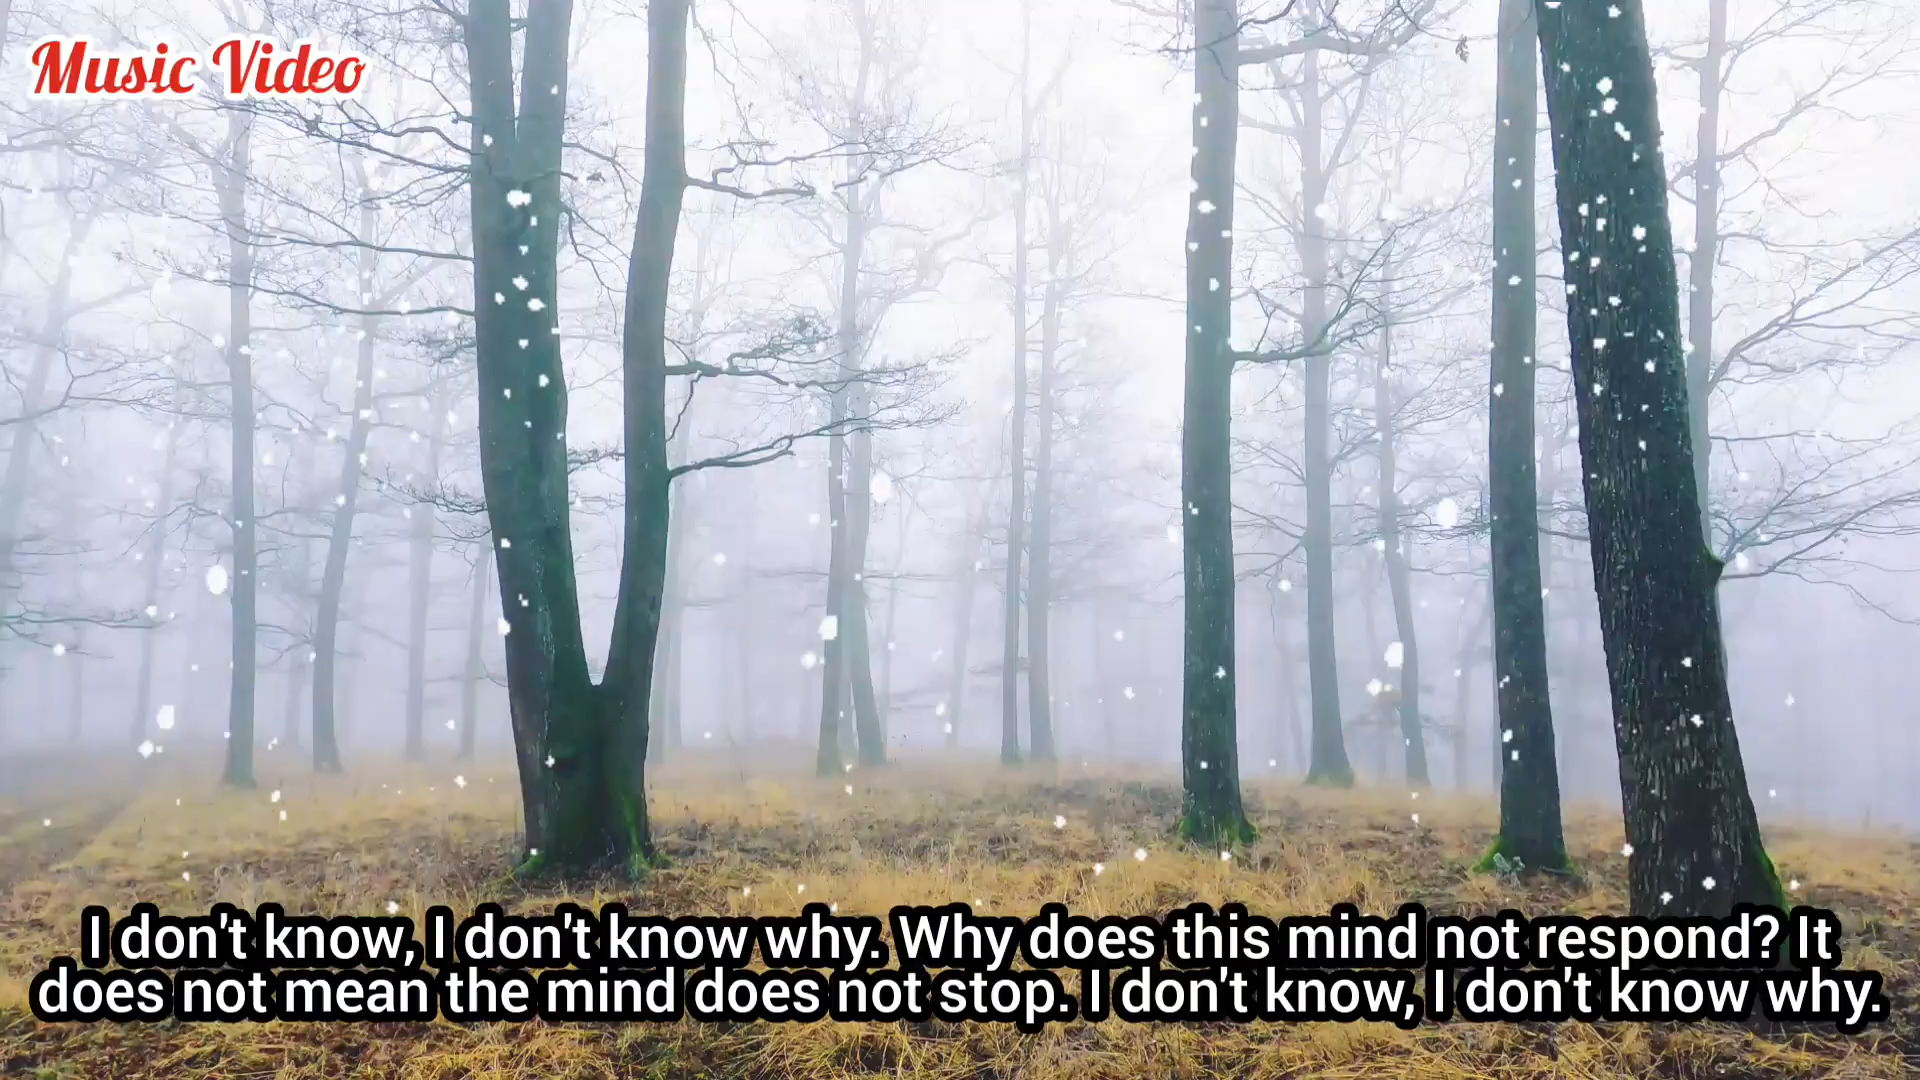 Music Video
I don't know, I don't know why. Why does this mind not respond? It
does not mean the mind does not stop. I don't know, I don't know why.